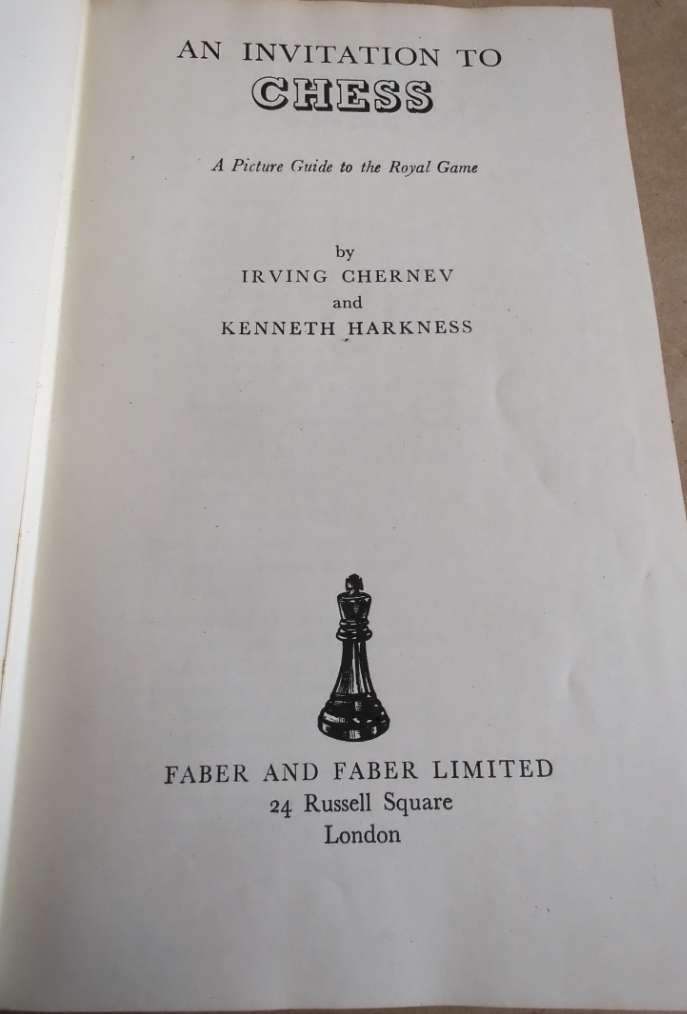 AN INVITATION TO
CHESS
A Picture Guide to the Royal Game
by
IRVING CHERNEV
and
KENNETH HARKNESS
FABER AND FABER LIMITED
24 Russell Square
London